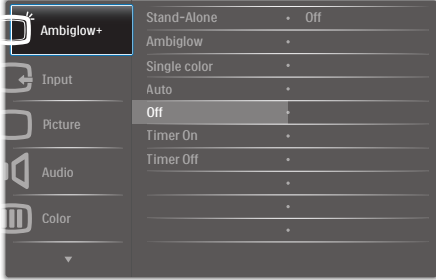 Ambiglow+
Input
Picture
Audio
Color
Stand-Alone Off
Ambiglow
Single color
Auto
Off
Timer On
Timer Off